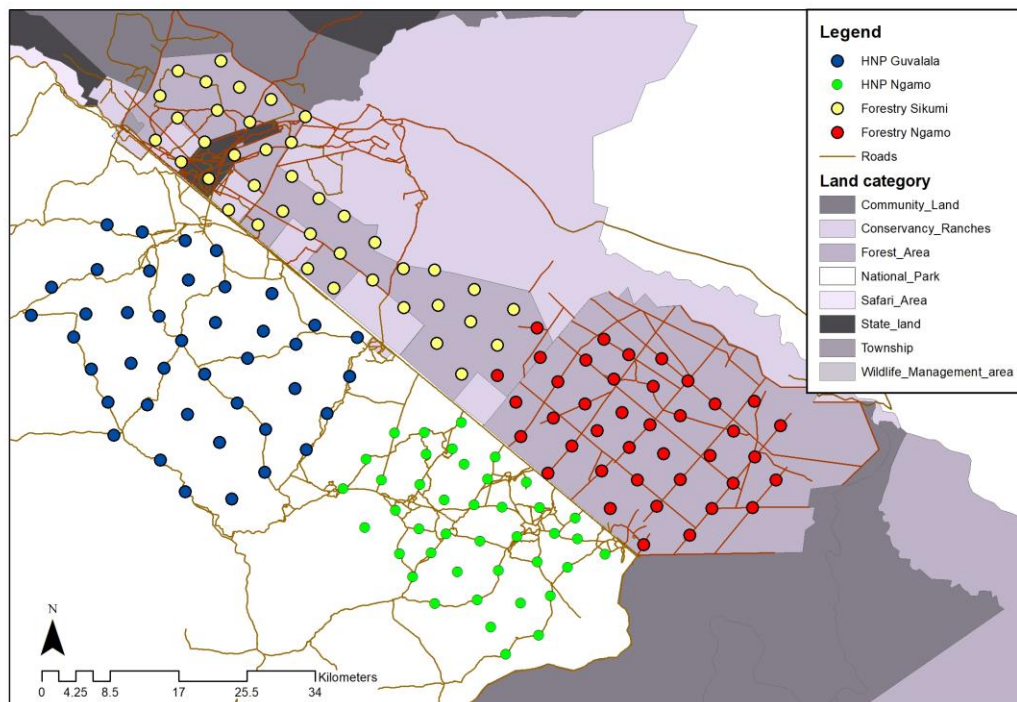 Legend
HNP Guvalala
HNP Ngamo
Forestry Sikumi
Forestry Ngamo
Roads
Land category
Community_Land
Conservancy_Ranches
Forest_Area
National_Park
Safari_Area
State_land
Township
Wildlife_Management_area
N
Kilometers
0 4.25 8.5 17 25.5 34